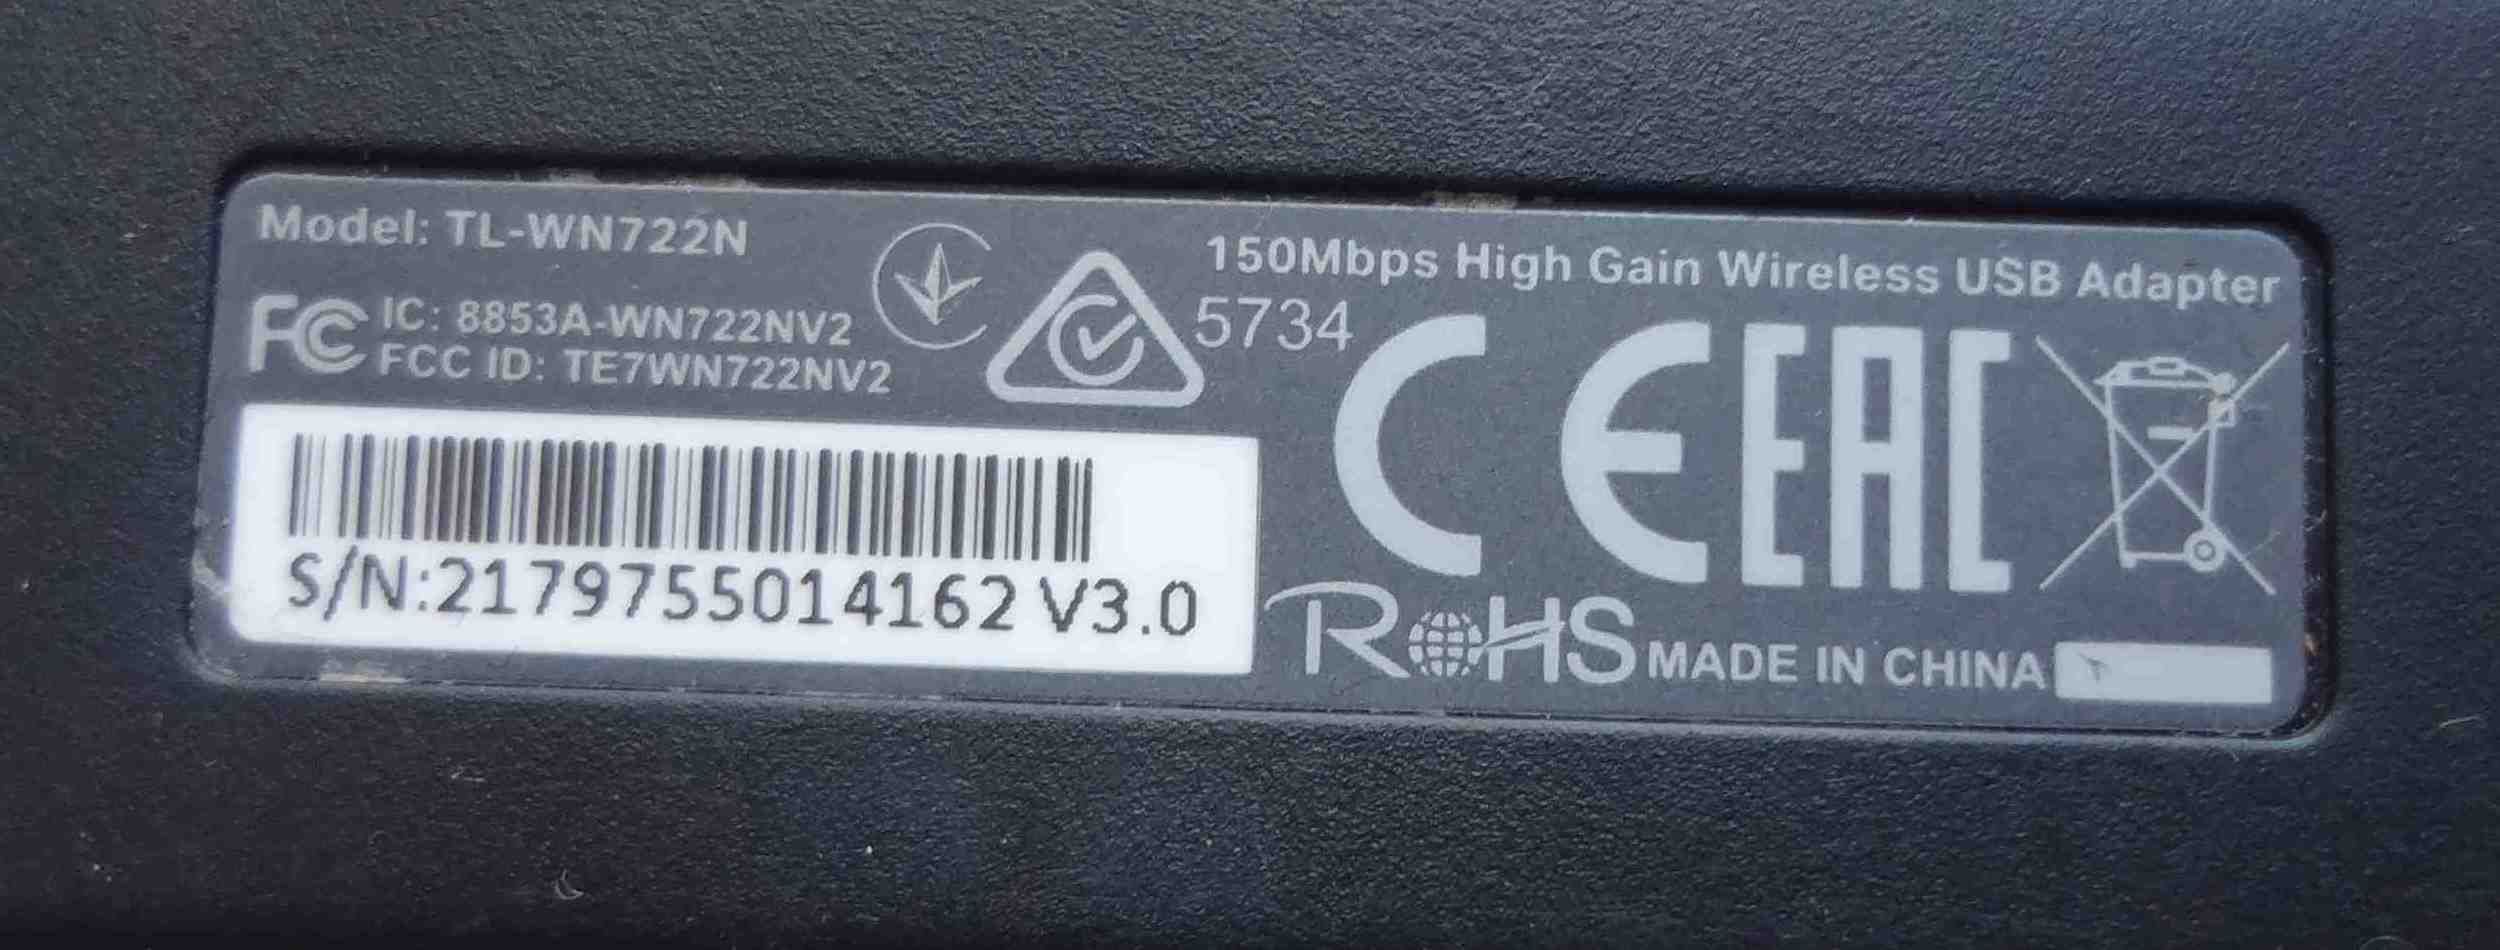 Model: TL-WN722N
150Mbps High Gain Wireless USB Adapter
FC IC: 8853A-WN722NV2
FCC ID: TE7WN722NV2
5734
CE EAC
S/N:2179755014162 V3.0
RoHS
MADE IN CHINA